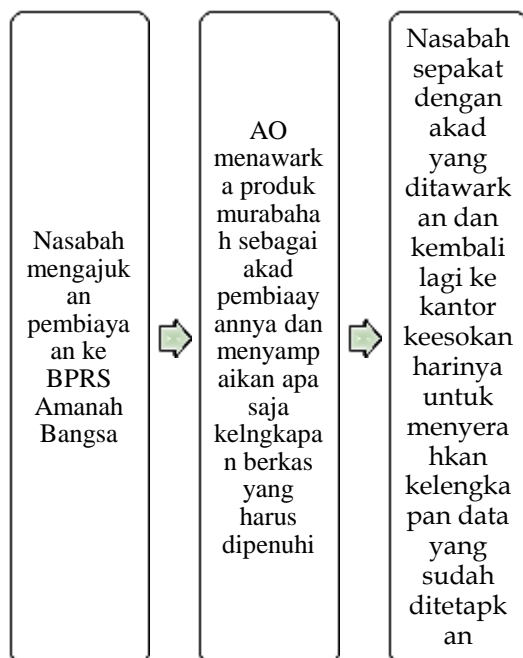 Nasabah
mengajuk
an
pembiaya
an ke
BPRS
Amanah
Bangsa
AO
menawark
a produk
murabaha
h sebagai
akad
pembiaay
annya dan
menyamp
aikan apa
saja
kelngkapa
n berkas
yang
harus
dipenuhi
Nasabah
sepakat
dengan
akad
yang
ditawark
an dan
kembali
lagi ke
kantor
keesokan
harinya
untuk
menyera
hkan
kelengka
pan data
yang
sudah
ditetapk
an